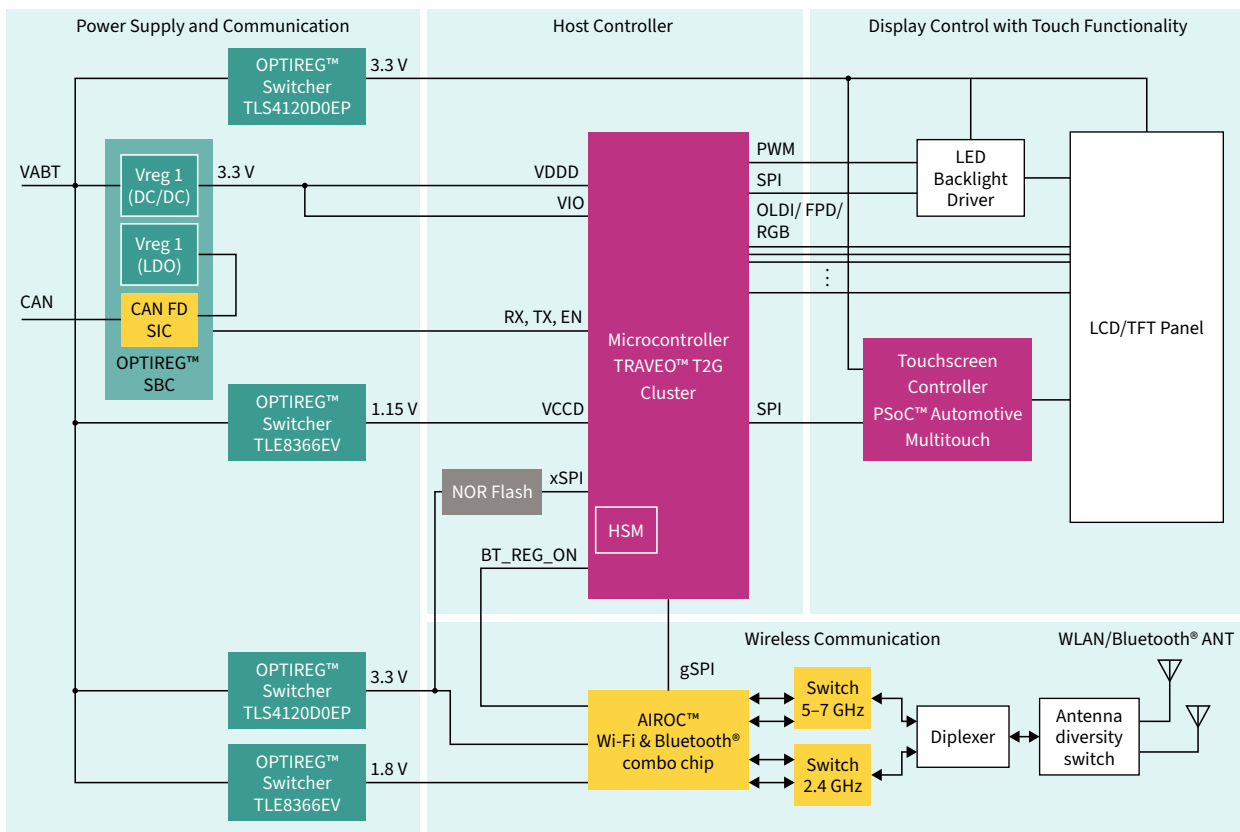 Power Supply and Communication
Host Controller
Display Control with Touch Functionality
OPTIREG™
Switcher
TLS4120D0EP
3.3 V
VABT
Vreg 1
(DC/DC)
3.3 V
VDDD
VIO
Vreg 1
(LDO)
CAN
CAN FD
SIC
OPTIREG™
SBC
RX, TX, EN
OPTIREG™
Switcher
TLE8366EV
1.15 V
VCCD
NOR Flash
xSPI
BT_REG_ON
Microcontroller
TRAVEO™ T2G
Cluster
HSM
PWM
SPI
OLDI/ FPD/
RGB
⋮
SPI
LED
Backlight
Driver
Touchscreen
Controller
PSoC™ Automotive
Multitouch
LCD/TFT Panel
OPTIREG™
Switcher
TLS4120D0EP
3.3 V
OPTIREG™
Switcher
TLE8366EV
1.8 V
Wireless Communication
WLAN/Bluetooth® ANT
gSPI
AIROC™
Wi-Fi & Bluetooth®
combo chip
Switch
5–7 GHz
Switch
2.4 GHz
Diplexer
Antenna
diversity
switch